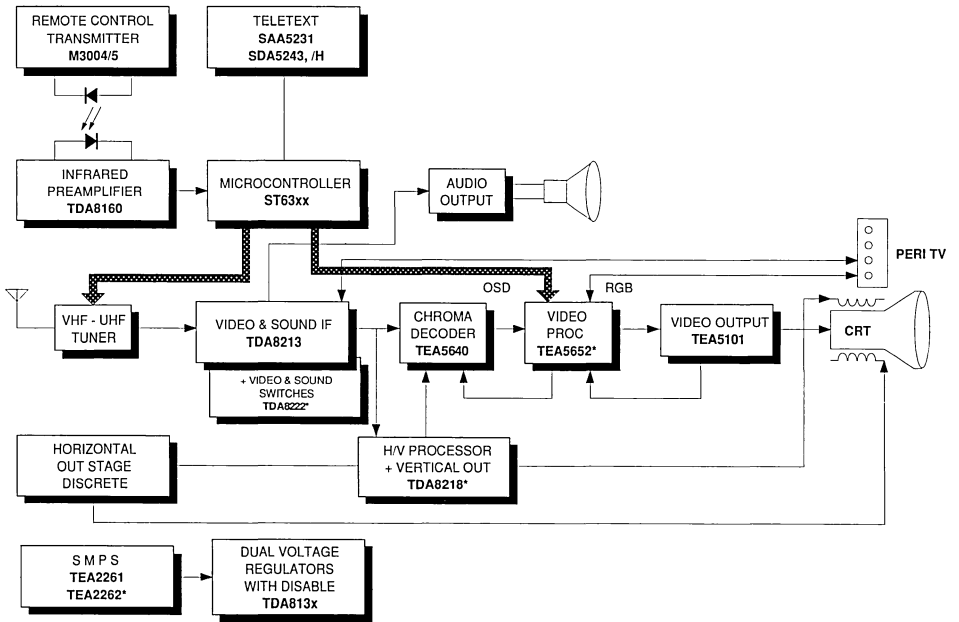 REMOTE CONTROL
TRANSMITTER
M3004/5
TELETEXT
SAA5231
SDA5243, /H
INFRARED
PREAMPLIFIER
TDA8160
MICROCONTROLLER
ST63xx
AUDIO
OUTPUT
PERI TV
OSD
RGB
VHF - UHF
TUNER
VIDEO & SOUND IF
TDA8213
+ VIDEO & SOUND
SWITCHES
TDA8222*
CHROMA
DECODER
TEA5640
VIDEO
PROC
TEA5652*
VIDEO OUTPUT
TEA5101
CRT
HORIZONTAL
OUT STAGE
DISCRETE
H/V PROCESSOR
+ VERTICAL OUT
TDA8218*
S M P S
TEA2261
TEA2262*
DUAL VOLTAGE
REGULATORS
WITH DISABLE
TDA813x